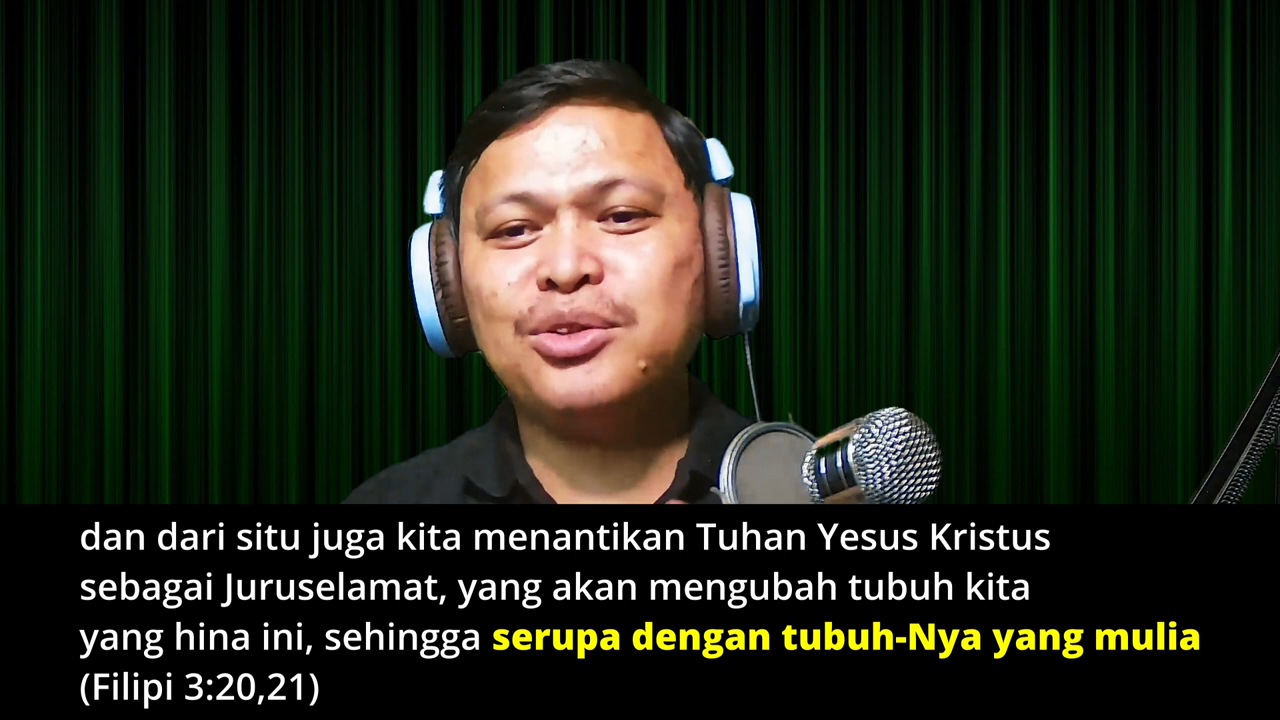 dan dari situ juga kita menantikan Tuhan Yesus Kristus
sebagai Juruselamat, yang akan mengubah tubuh kita
yang hina ini, sehingga serupa dengan tubuh-Nya yang mulia
(Filipi 3:20,21)